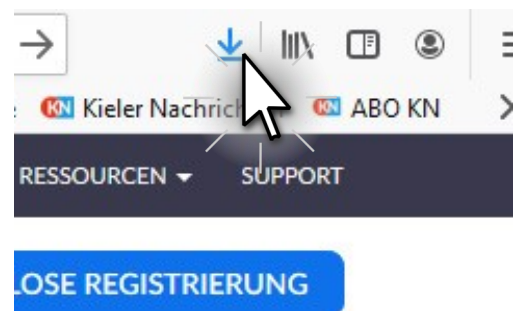 KN Kieler Nachrich KN ABO KN
RESSOURCEN SUPPORT
LOSE REGISTRIERUNG